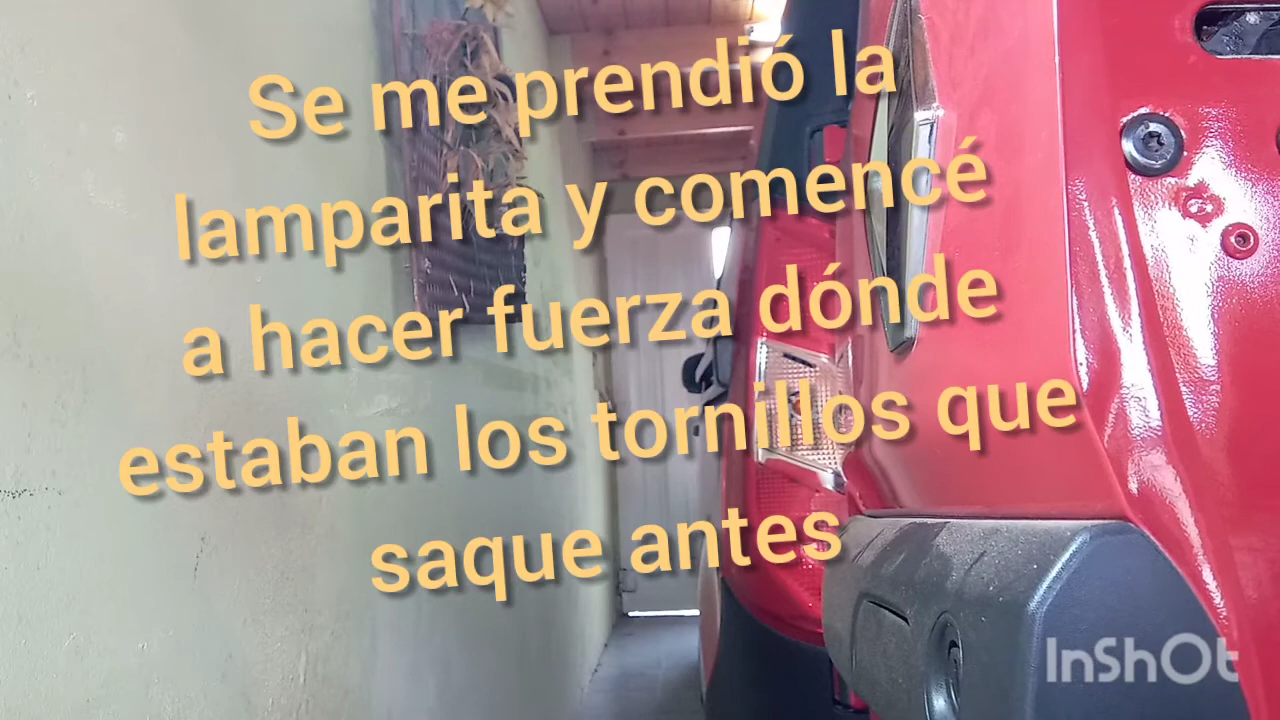 Se me prendió la
lamparita y comencé
a hacer fuerza dónde
estaban los tornillos que
saque antes
InShOt